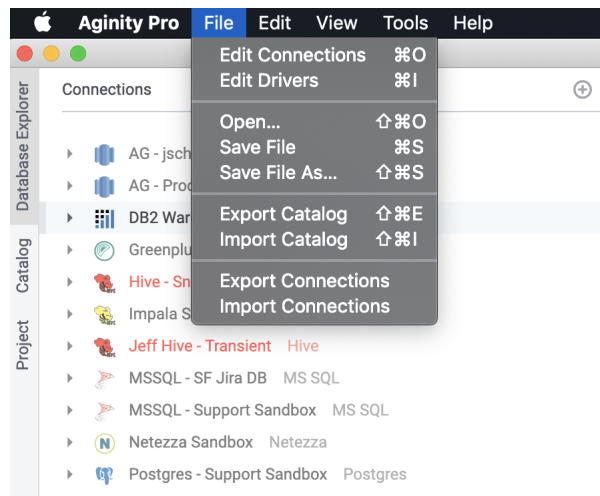 Aginity Pro File Edit View Tools Help
Edit Connections ⌘O
Edit Drivers ⌘I
Open... ⇧⌘O
Save File ⌘S
Save File As... ⇧⌘S
Export Catalog ⇧⌘E
Import Catalog ⇧⌘I
Export Connections
Import Connections
Database Explorer
Catalog
Project
Connections
AG - jsch
AG - Pro
DB2 War
Greenplu
Hive - Sn
Impala S
Jeff Hive - Transient Hive
MSSQL - SF Jira DB MS SQL
MSSQL - Support Sandbox MS SQL
Netezza Sandbox Netezza
Postgres - Support Sandbox Postgres